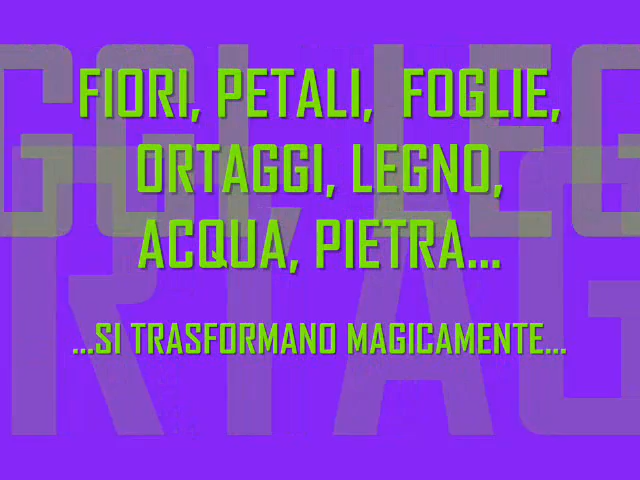 FIORI, PETALI, FOGLIE,
ORTAGGI, LEGNO,
ACQUA, PIETRA...
...SI TRASFORMANO MAGICAMENTE...